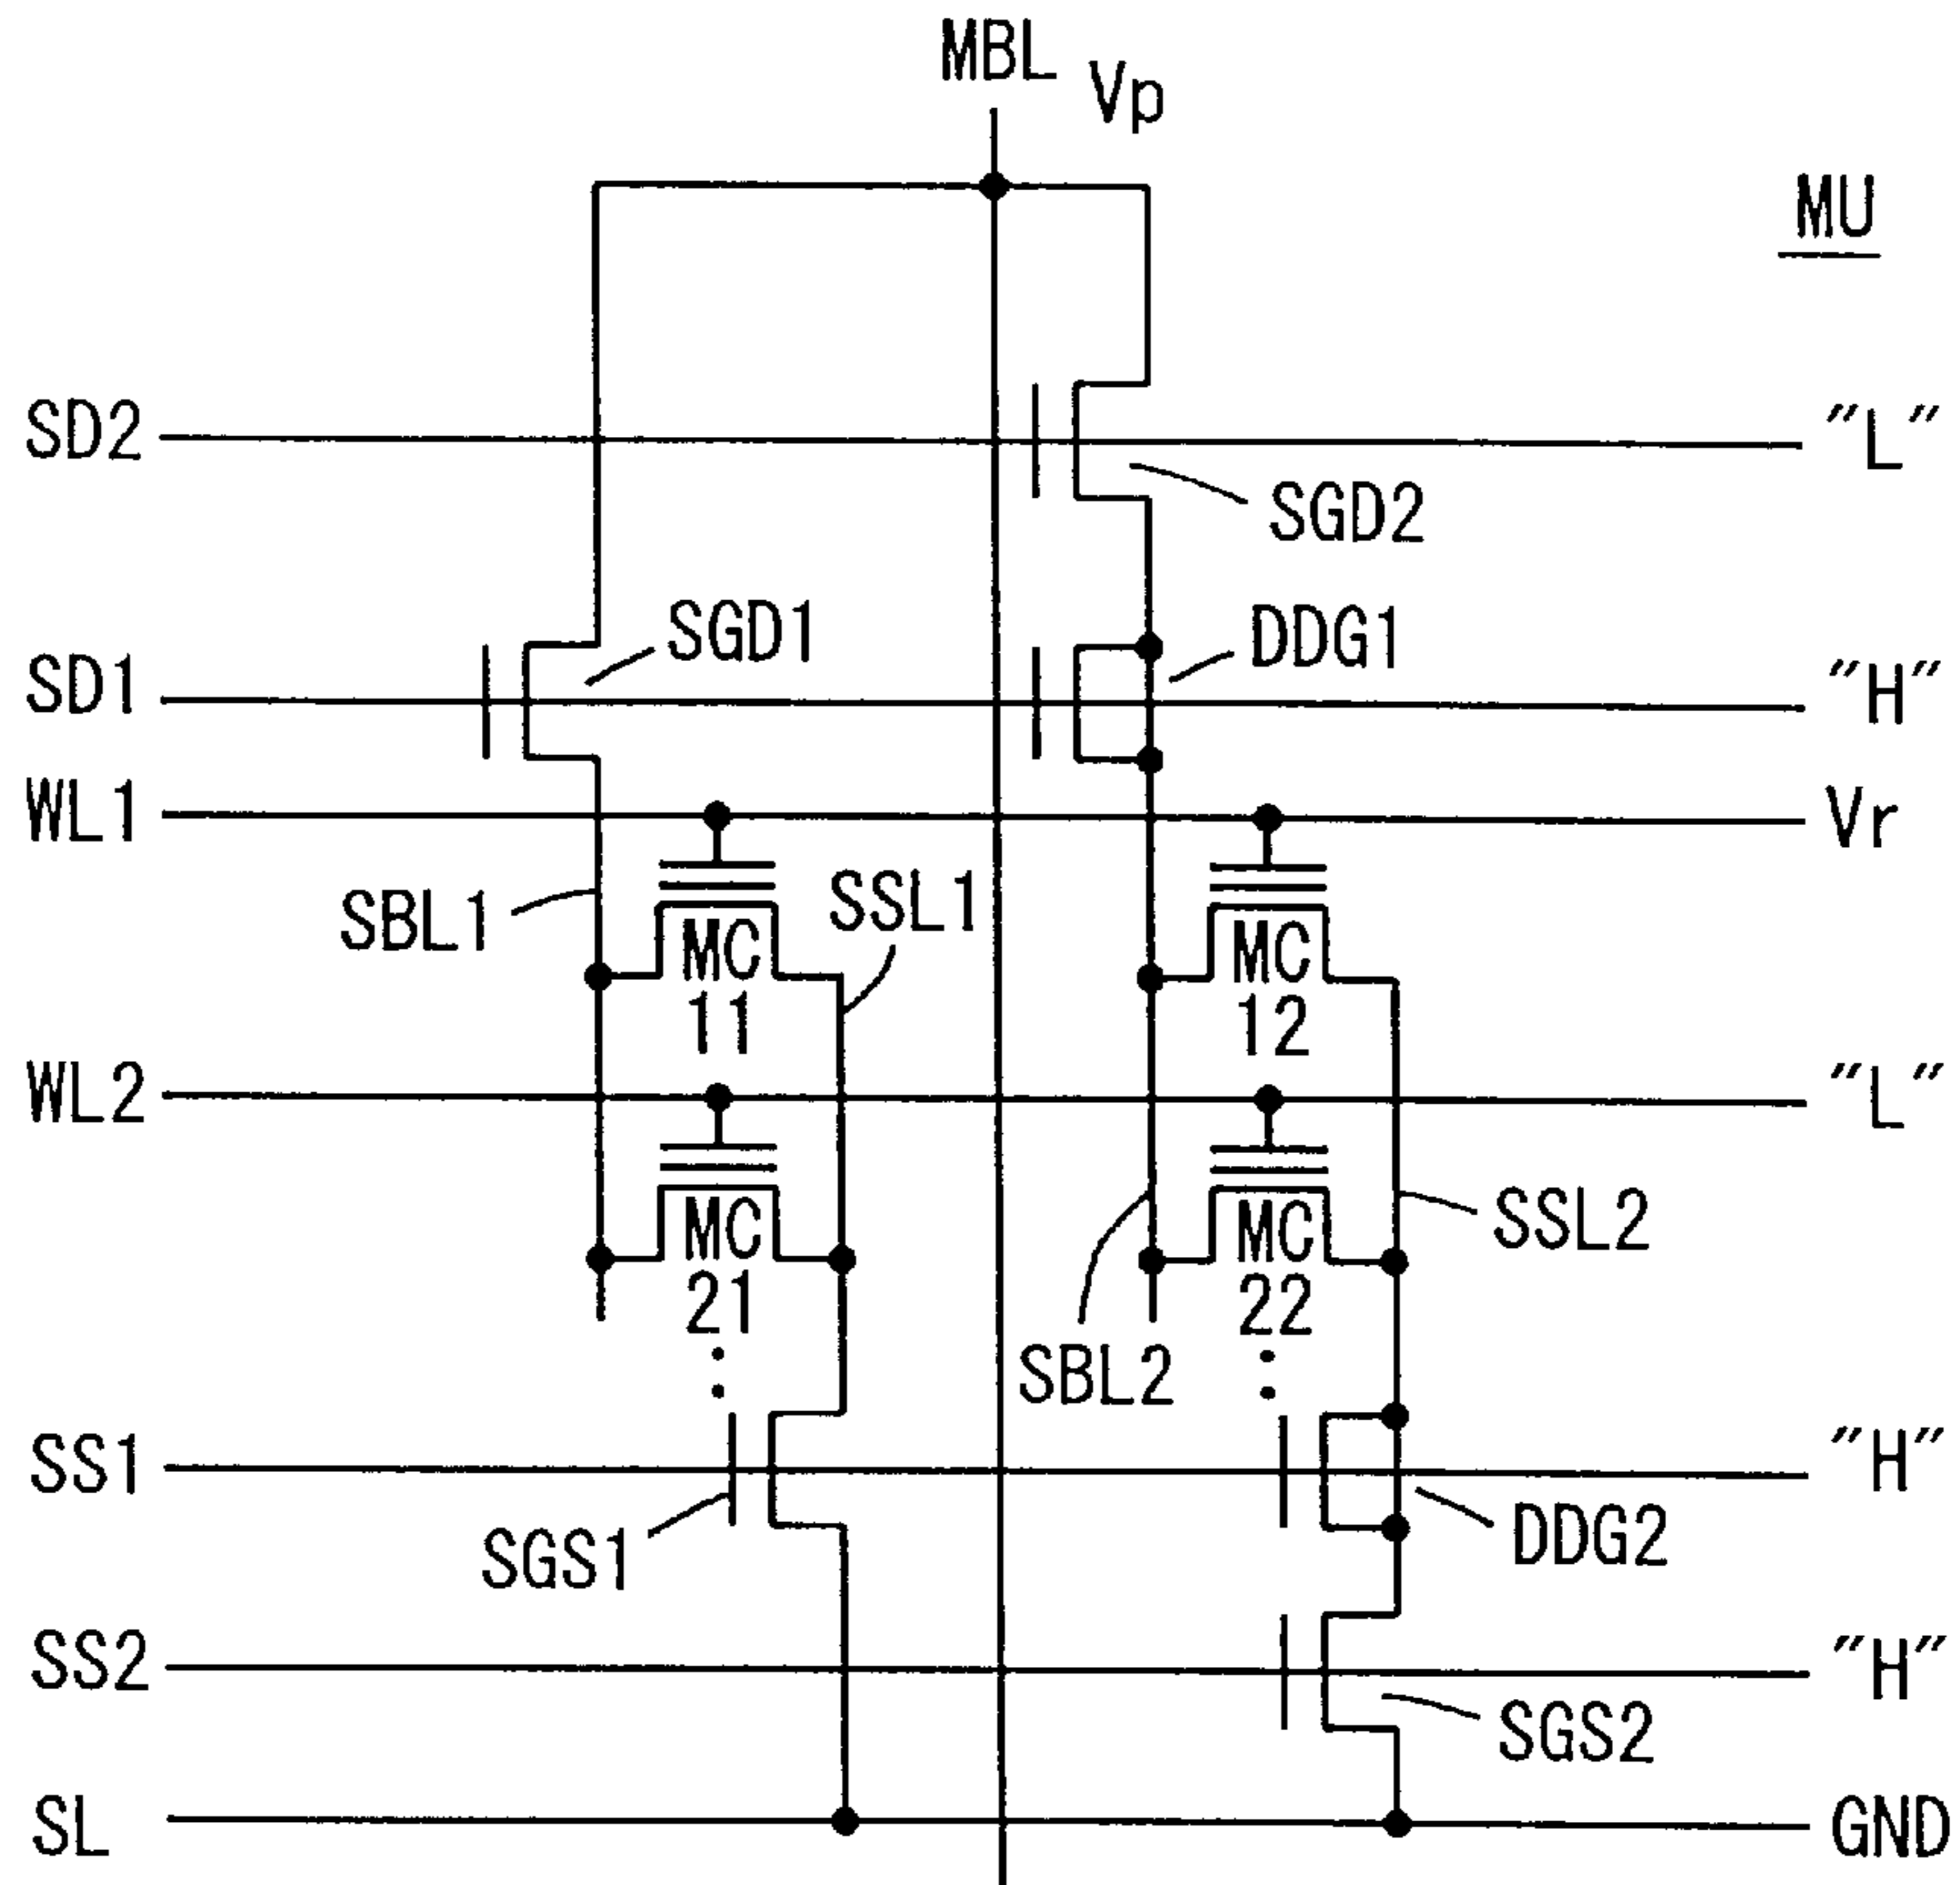 MBL
Vp
MU
SD2
"L"
SGD2
SGD1
DDG1
SD1
"H"
WL1
Vr
SBL1
SSL1
MC
11
MC
12
WL2
"L"
MC
21
MC
22
SSL2
SBL2
SS1
"H"
SGS1
DDG2
SS2
"H"
SGS2
SL
GND